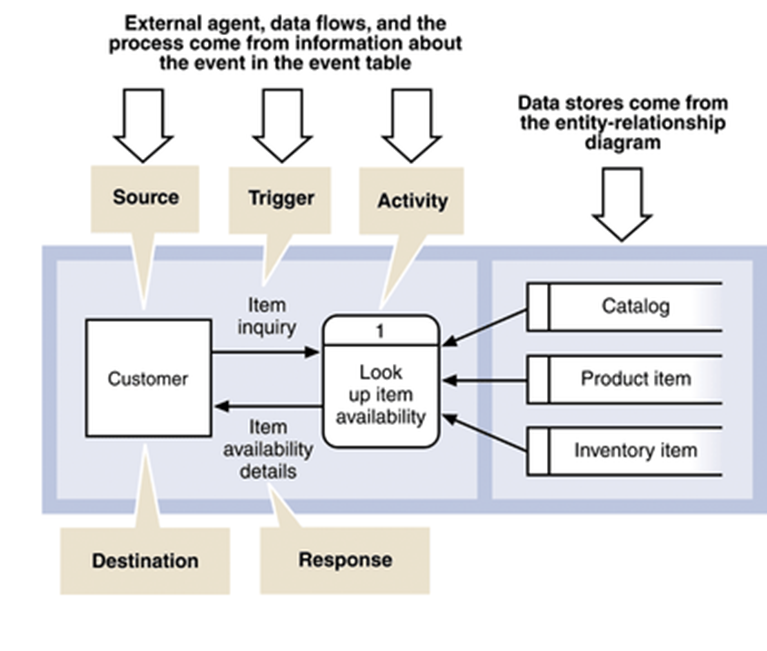 External agent, data flows, and the
process come from information about
the event in the event table
Data stores come from
the entity-relationship
diagram
Source
Trigger
Activity
Item
inquiry
1
Catalog
Customer
Look
up item
availability
Product item
Item
availability
details
Inventory item
Destination
Response